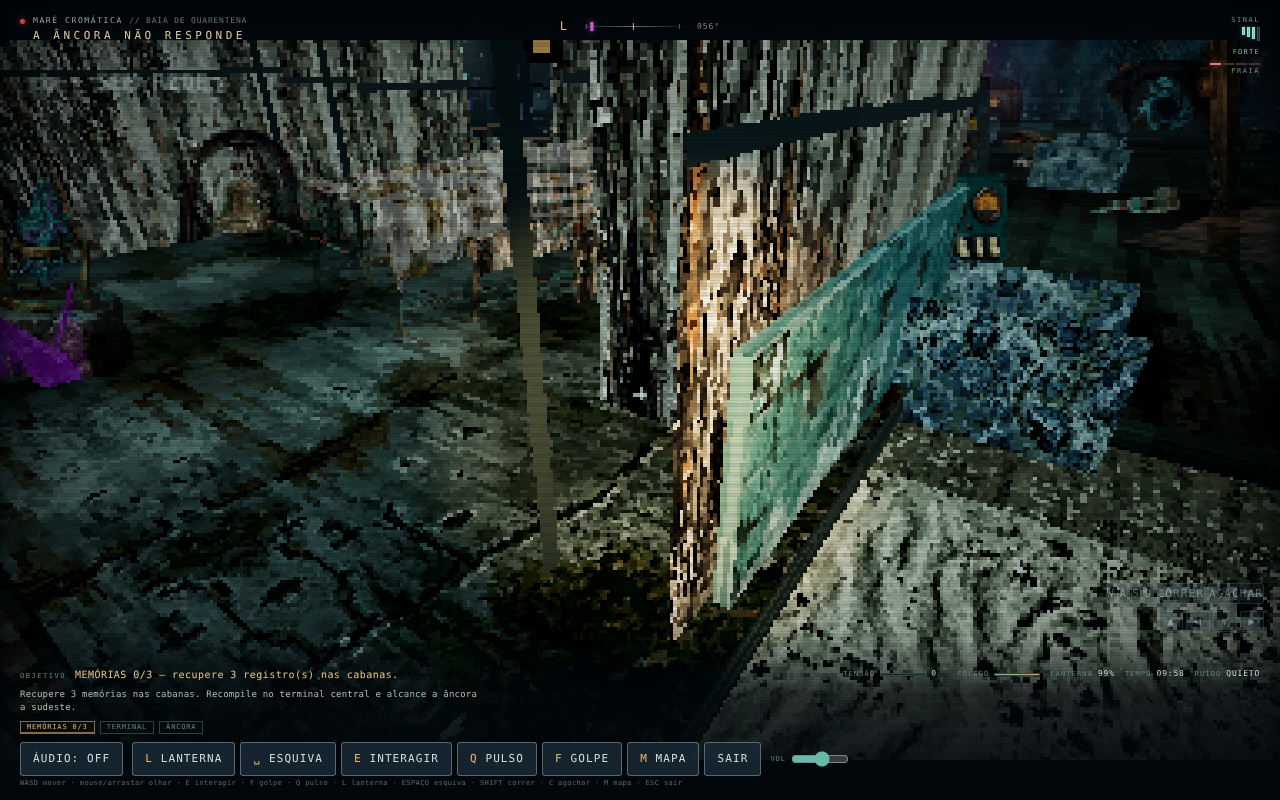 MARÉ CROMÁTICA // BAÍA DE QUARENTENA
A ÂNCORA NÃO RESPONDE
L 056°
SINAL
FORTE
PRAIA
CORRER AGACHAR
OBJETIVO MEMÓRIAS 0/3 — recupere 3 registro(s) nas cabanas.
Recupere 3 memórias nas cabanas. Recompile no terminal central e alcance a âncora
a sudeste.
MEMÓRIAS 0/3 TERMINAL ÂNCORA
TENSÃO 0 FÔLEGO LANTERNA 99% TEMPO 09:58 RUÍDO QUIETO
ÁUDIO: OFF L LANTERNA ␣ ESQUIVA E INTERAGIR Q PULSO F GOLPE M MAPA SAIR VOL
WASD mover · mouse/arrastar olhar · E interagir · F golpe · Q pulso · L lanterna · ESPAÇO esquiva · SHIFT correr · C agachar · M mapa · ESC sair